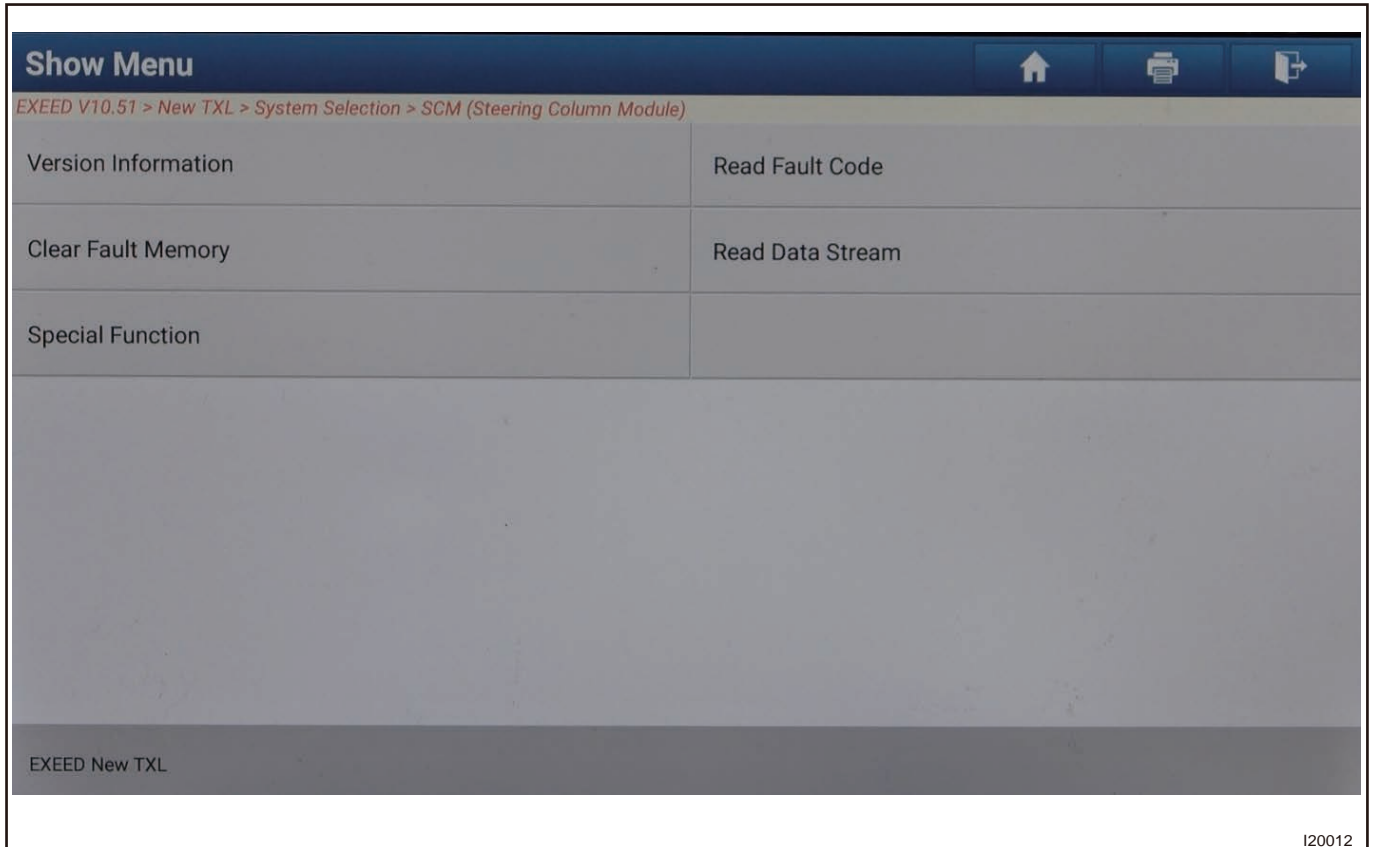 Show Menu
EXEED V10.51 > New TXL > System Selection > SCM (Steering Column Module)
Version Information
Read Fault Code
Clear Fault Memory
Read Data Stream
Special Function
EXEED New TXL
I20012